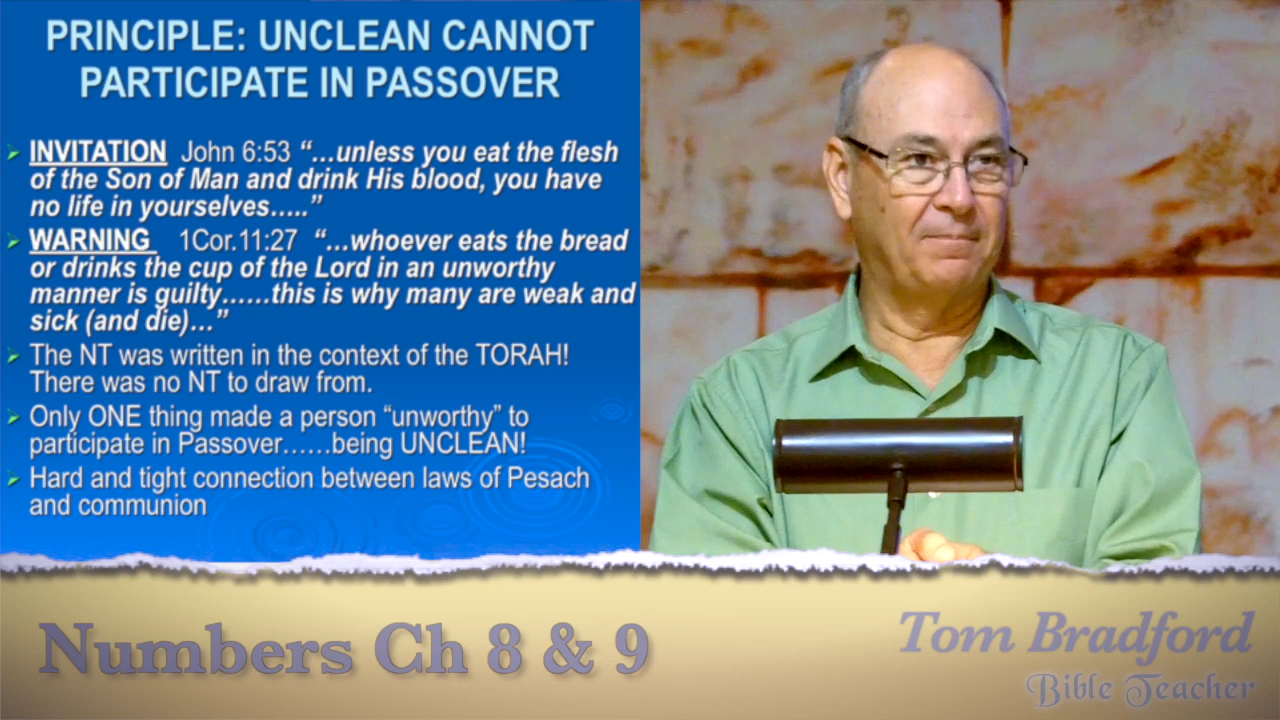 PRINCIPLE: UNCLEAN CANNOT
PARTICIPATE IN PASSOVER
INVITATION John 6:53 “…unless you eat the flesh
of the Son of Man and drink His blood, you have
no life in yourselves…..”
WARNING 1Cor.11:27 “…whoever eats the bread
or drinks the cup of the Lord in an unworthy
manner is guilty……this is why many are weak and
sick (and die)…”
The NT was written in the context of the TORAH!
There was no NT to draw from.
Only ONE thing made a person “unworthy” to
participate in Passover……being UNCLEAN!
Hard and tight connection between laws of Pesach
and communion
Numbers Ch 8 & 9
Tom Bradford
Bible Teacher